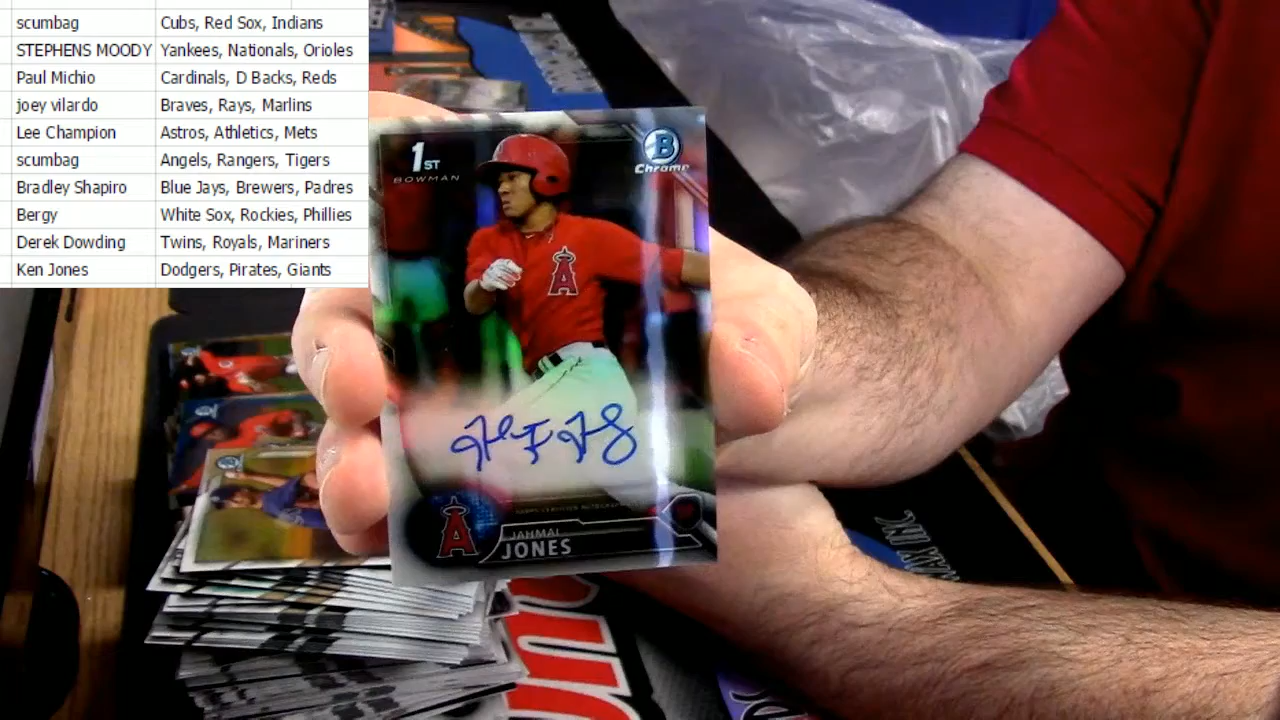 scumbag Cubs, Red Sox, Indians
STEPHENS MOODY Yankees, Nationals, Orioles
Paul Michio Cardinals, D Backs, Reds
joey vilardo Braves, Rays, Marlins
Lee Champion Astros, Athletics, Mets
scumbag Angels, Rangers, Tigers
Bradley Shapiro Blue Jays, Brewers, Padres
Bergy White Sox, Rockies, Phillies
Derek Dowding Twins, Royals, Mariners
Ken Jones Dodgers, Pirates, Giants
1ST
BOWMAN
B
Chrome
A
A
JAHMAI
JONES